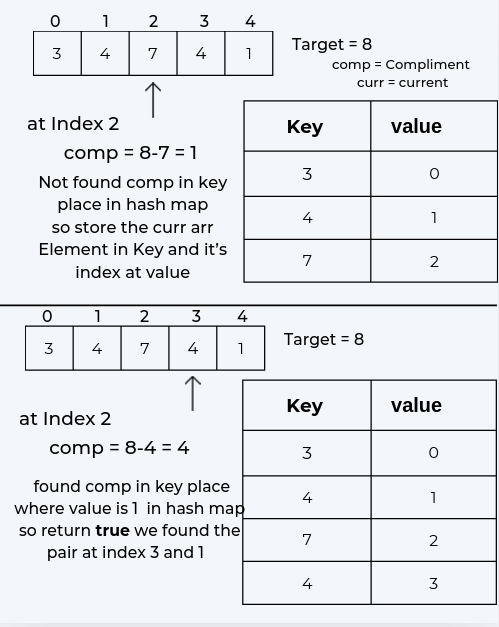 0 1 2 3 4
3 4 7 4 1
Target = 8
comp = Compliment
curr = current
at Index 2
comp = 8-7 = 1
Not found comp in key
place in hash map
so store the curr arr
Element in Key and it's
index at value
Key value
3 0
4 1
7 2
0 1 2 3 4
3 4 7 4 1
Target = 8
at Index 2
comp = 8-4 = 4
found comp in key place
where value is 1 in hash map
so return true we found the
pair at index 3 and 1
Key value
3 0
4 1
7 2
4 3